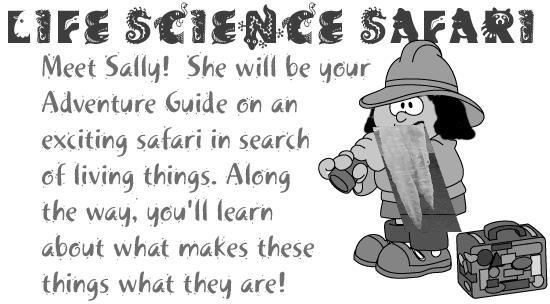 LIFE SCIENCE SAFARI
Meet Sally! She will be your
Adventure Guide on an
exciting safari in search
of living things. Along
the way, you'll learn
about what makes these
things what they are!